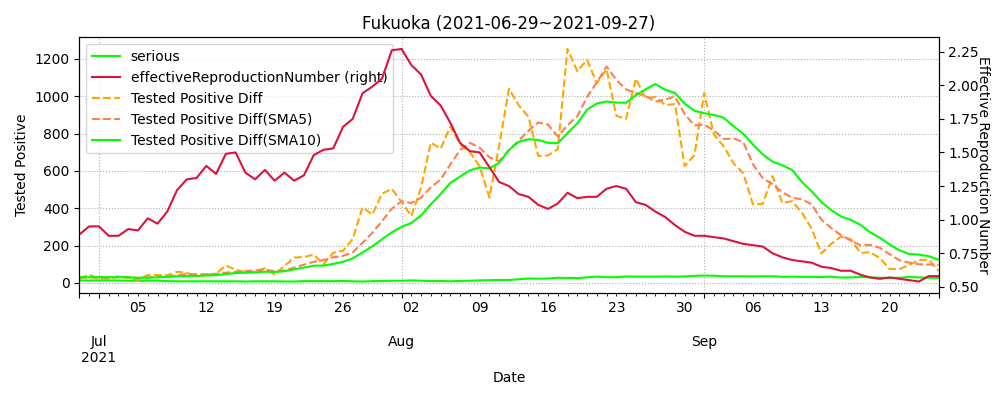 Fukuoka (2021-06-29~2021-09-27)
serious
effectiveReproductionNumber (right)
Tested Positive Diff
Tested Positive Diff(SMA5)
Tested Positive Diff(SMA10)
Tested Positive
1200
1000
800
600
400
200
0
Effective Reproduction Number
2.25
2.00
1.75
1.50
1.25
1.00
0.75
0.50
05 12 19 26 02 09 16 23 30 06 13 20
Jul Aug Sep
2021
Date